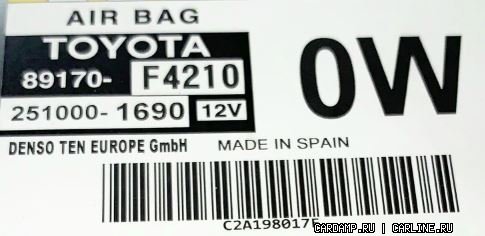 AIR BAG
TOYOTA
89170-F4210
251000-1690 12V
0W
DENSO TEN EUROPE GmbH MADE IN SPAIN
C2A198017F
CARDAMP.RU | CARLINE.RU